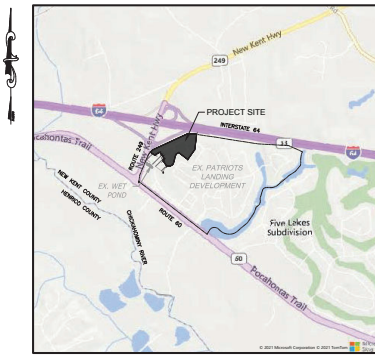 New Kent Hwy
249
64
PROJECT SITE
INTERSTATE 64
33
64
ROUTE 249
New Kent Hwy
Pocahontas Trail
EX. PATRIOTS
LANDING
DEVELOPMENT
EX. WET
POND
NEW KENT COUNTY
HENRICO COUNTY
CHICKAHOMINY RIVER
ROUTE 60
Five Lakes
Subdivision
60
Pocahontas Trail
© 2021 Microsoft Corporation © 2021 TomTom